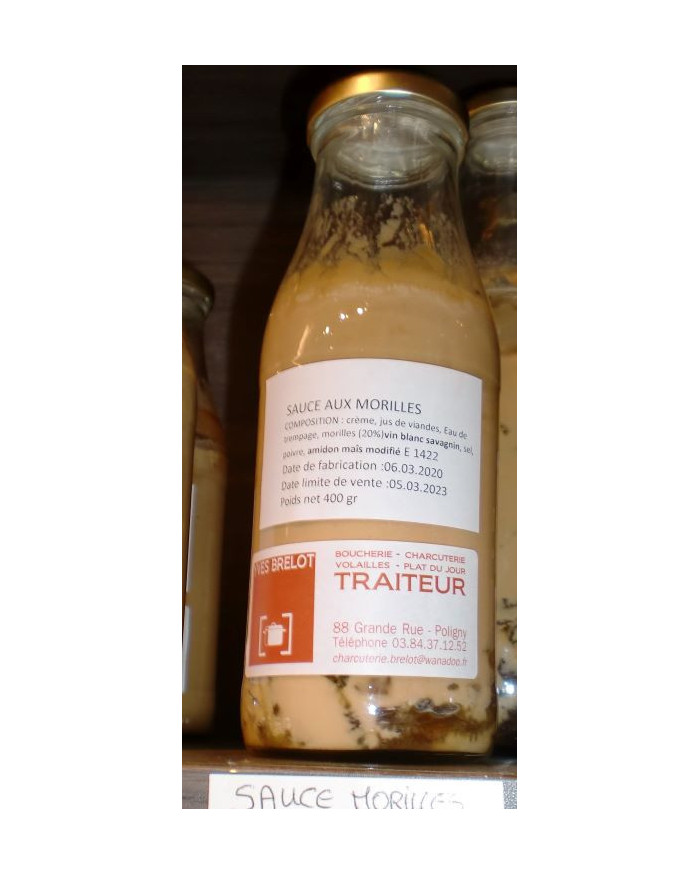 SAUCE AUX MORILLES
COMPOSITION : crème, jus de viandes, Eau de
trempage, morilles (20%)vin blanc savagnin, sel,
poivre, amidon maïs modifié E 1422
Date de fabrication :06.03.2020
Date limite de vente :05.03.2023
Poids net 400 gr
YVES BRELOT
BOUCHERIE - CHARCUTERIE
VOLAILLES - PLAT DU JOUR
TRAITEUR
88 Grande Rue - Poligny
Téléphone 03.84.37.12.52
charcuterie.brelot@wanadoo.fr
SAUCE MORILLES